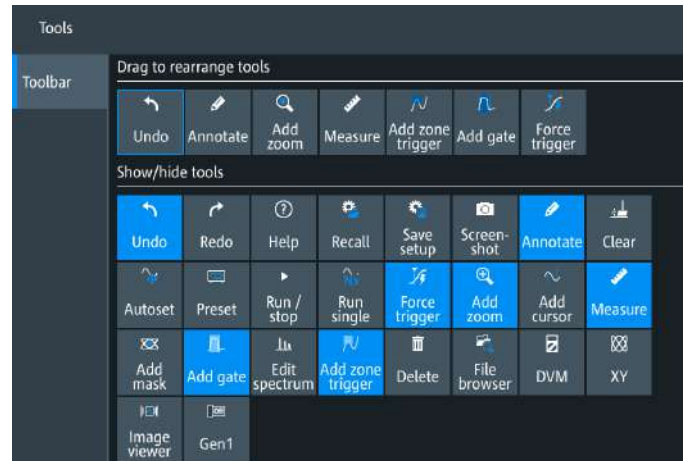 Tools
Toolbar
Drag to rearrange tools
Undo
Annotate
Add
zoom
Measure
Add zone
trigger
Add gate
Force
trigger
Show/hide tools
Undo
Redo
Help
Recall
Save
setup
Screen-
shot
Annotate
Clear
Autoset
Preset
Run /
stop
Run
single
Force
trigger
Add
zoom
Add
cursor
Measure
Add
mask
Add gate
Edit
spectrum
Add zone
trigger
Delete
File
browser
DVM
XY
Image
viewer
Gen1